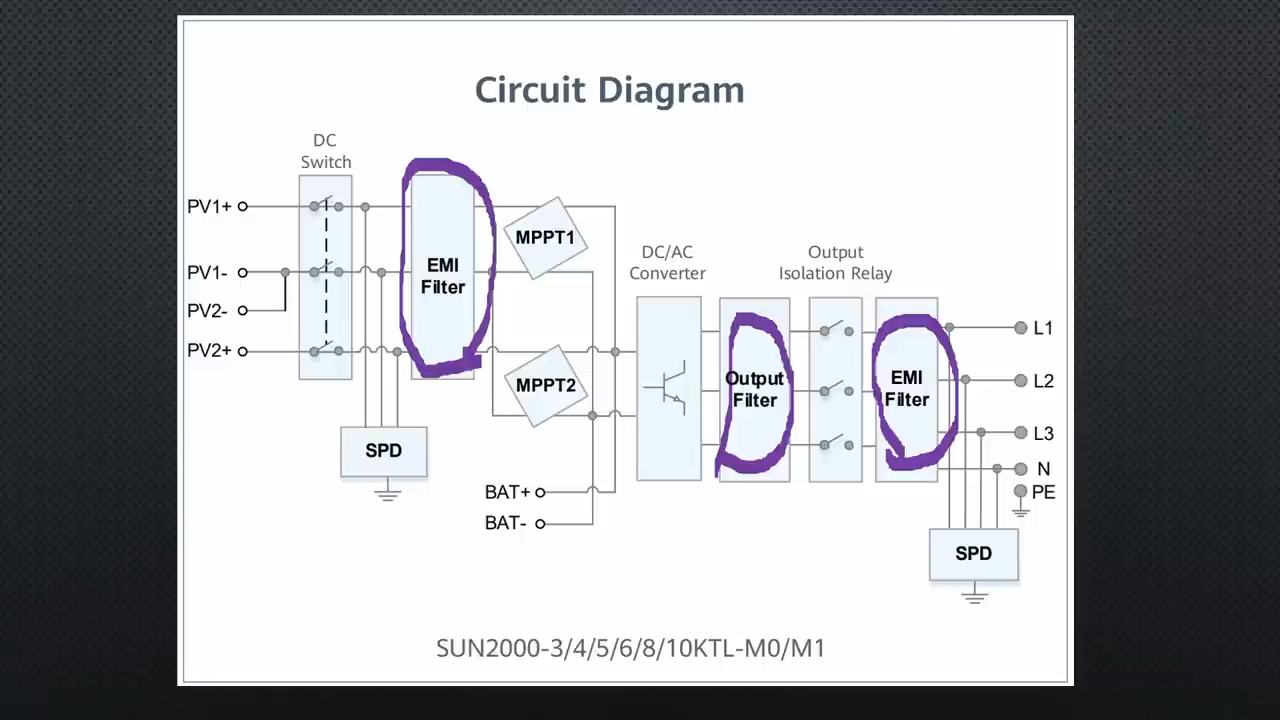 Circuit Diagram
DC
Switch
PV1+
PV1-
PV2-
PV2+
EMI
Filter
SPD
MPPT1
MPPT2
BAT+
BAT-
DC/AC
Converter
Output
Filter
Output
Isolation Relay
EMI
Filter
L1
L2
L3
N
PE
SPD
SUN2000-3/4/5/6/8/10KTL-M0/M1